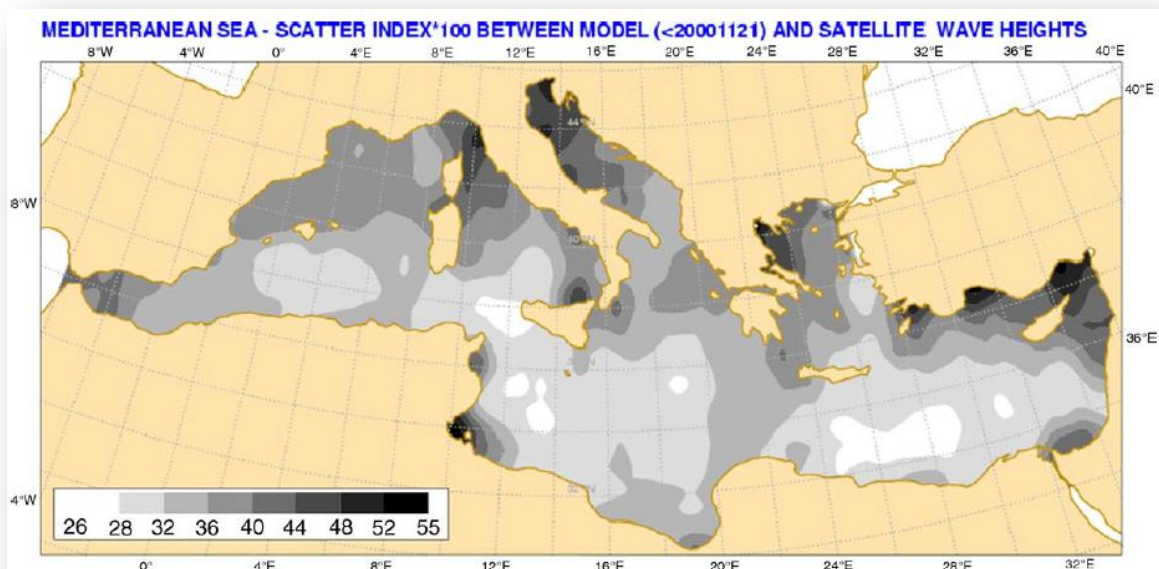 MEDITERRANEAN SEA - SCATTER INDEX*100 BETWEEN MODEL (<20001121) AND SATELLITE WAVE HEIGHTS
8°W 4°W 0° 4°E 8°E 12°E 16°E 20°E 24°E 28°E 32°E 36°E 40°E
40°E
44°N
8°W
40°N
36°E
4°W
26 28 32 36 40 44 48 52 55
0° 4°E 8°E 12°E 16°E 20°E 24°E 28°E 32°E